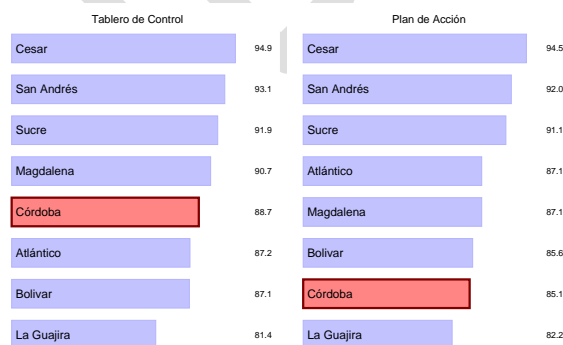 Tablero de Control
Cesar 94.9
San Andrés 93.1
Sucre 91.9
Magdalena 90.7
Córdoba 88.7
Atlántico 87.2
Bolivar 87.1
La Guajira 81.4
Plan de Acción
Cesar 94.5
San Andrés 92.0
Sucre 91.1
Atlántico 87.1
Magdalena 87.1
Bolivar 85.6
Córdoba 85.1
La Guajira 82.2